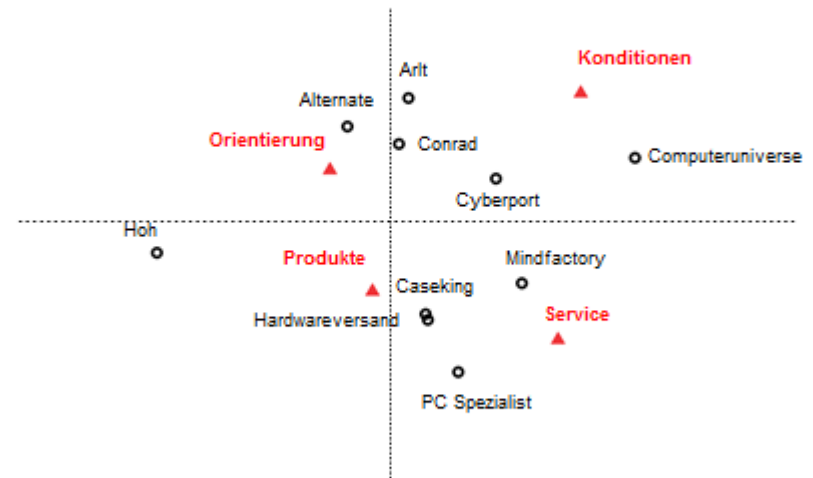 Konditionen
Arlt
Alternate
Orientierung
Conrad
Computeruniverse
Cyberport
Hoh
Produkte
Mindfactory
Caseking
Hardwareversand
Service
PC Spezialist